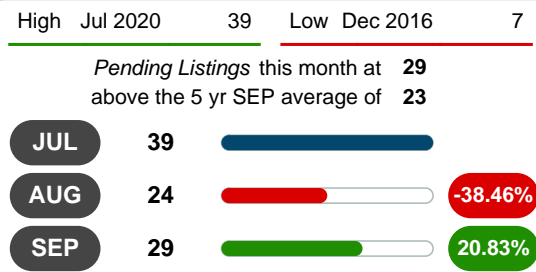 High Jul 2020 39 Low Dec 2016 7
Pending Listings this month at 29
above the 5 yr SEP average of 23
JUL 39
AUG 24 -38.46%
SEP 29 20.83%